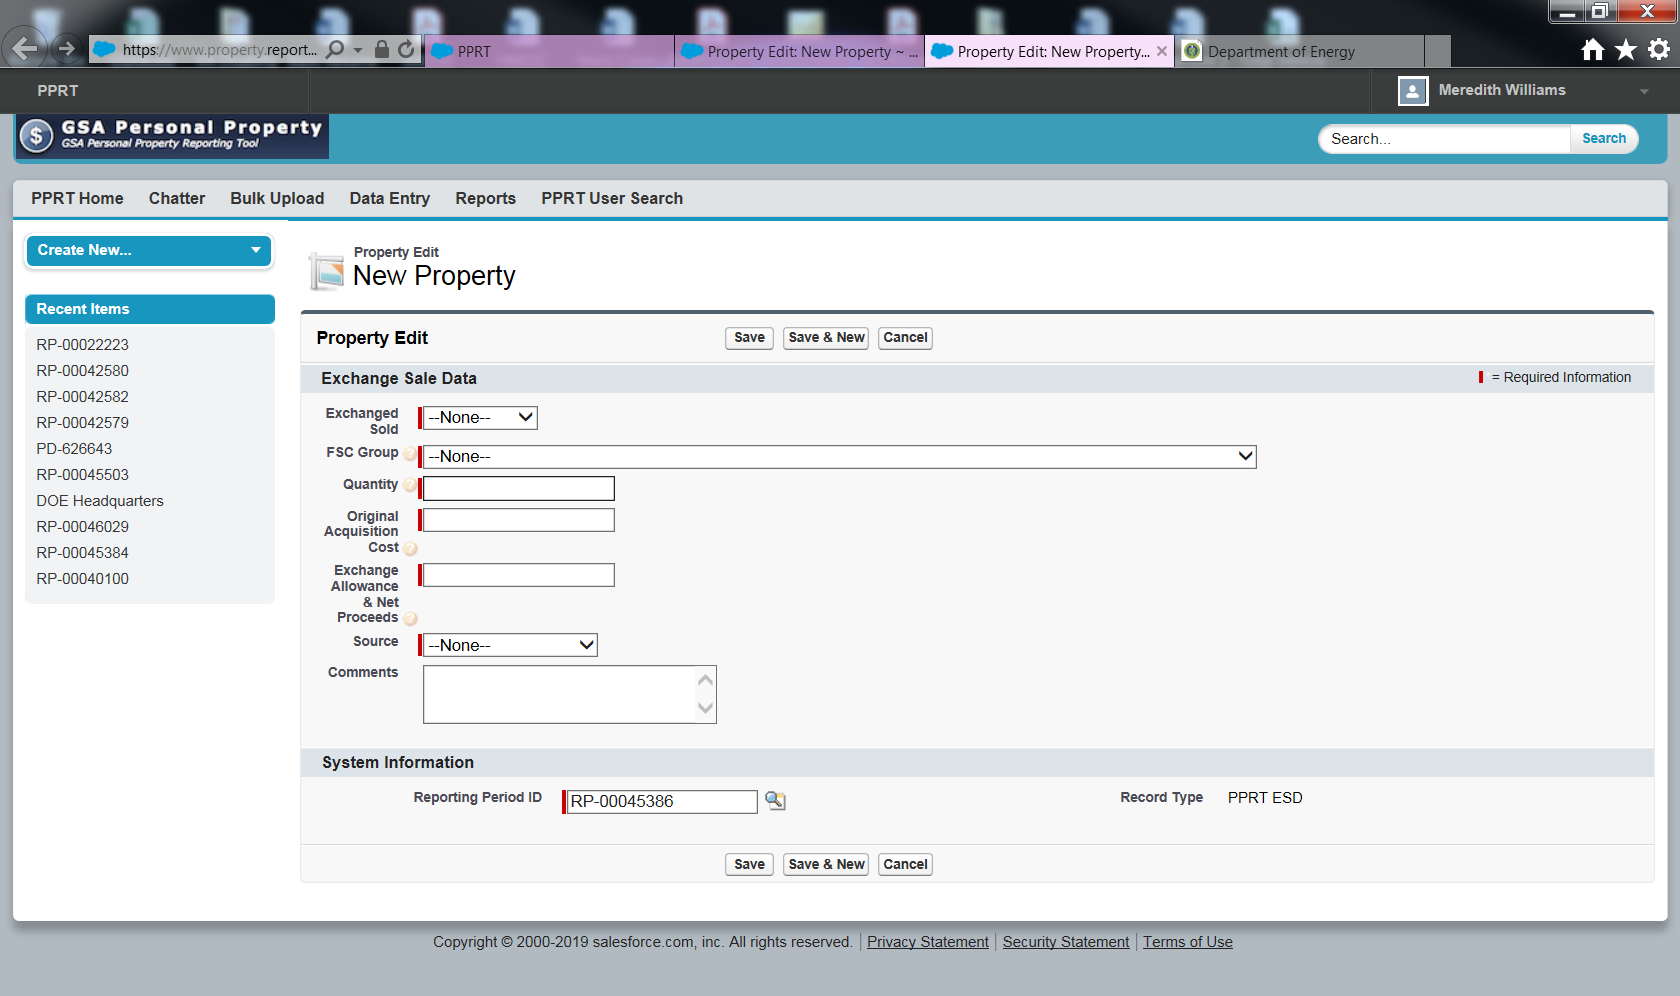 https://www.property.report...
PPRT
Property Edit: New Property ~ ...
Property Edit: New Property...
Department of Energy
PPRT
Meredith Williams
$
GSA Personal Property
GSA Personal Property Reporting Tool
Search...
Search
PPRT Home
Chatter
Bulk Upload
Data Entry
Reports
PPRT User Search
Create New...
Recent Items
RP-00022223
RP-00042580
RP-00042582
RP-00042579
PD-626643
RP-00045503
DOE Headquarters
RP-00046029
RP-00045384
RP-00040100
Property Edit
New Property
Property Edit
Save
Save & New
Cancel
Exchange Sale Data
= Required Information
Exchanged
Sold
--None--
FSC Group
?
--None--
Quantity
?
Original
Acquisition
Cost
?
Exchange
Allowance
& Net
Proceeds
?
Source
--None--
Comments
System Information
Reporting Period ID
RP-00045386
Record Type
PPRT ESD
Save
Save & New
Cancel
Copyright © 2000-2019 salesforce.com, inc. All rights reserved. | Privacy Statement | Security Statement | Terms of Use